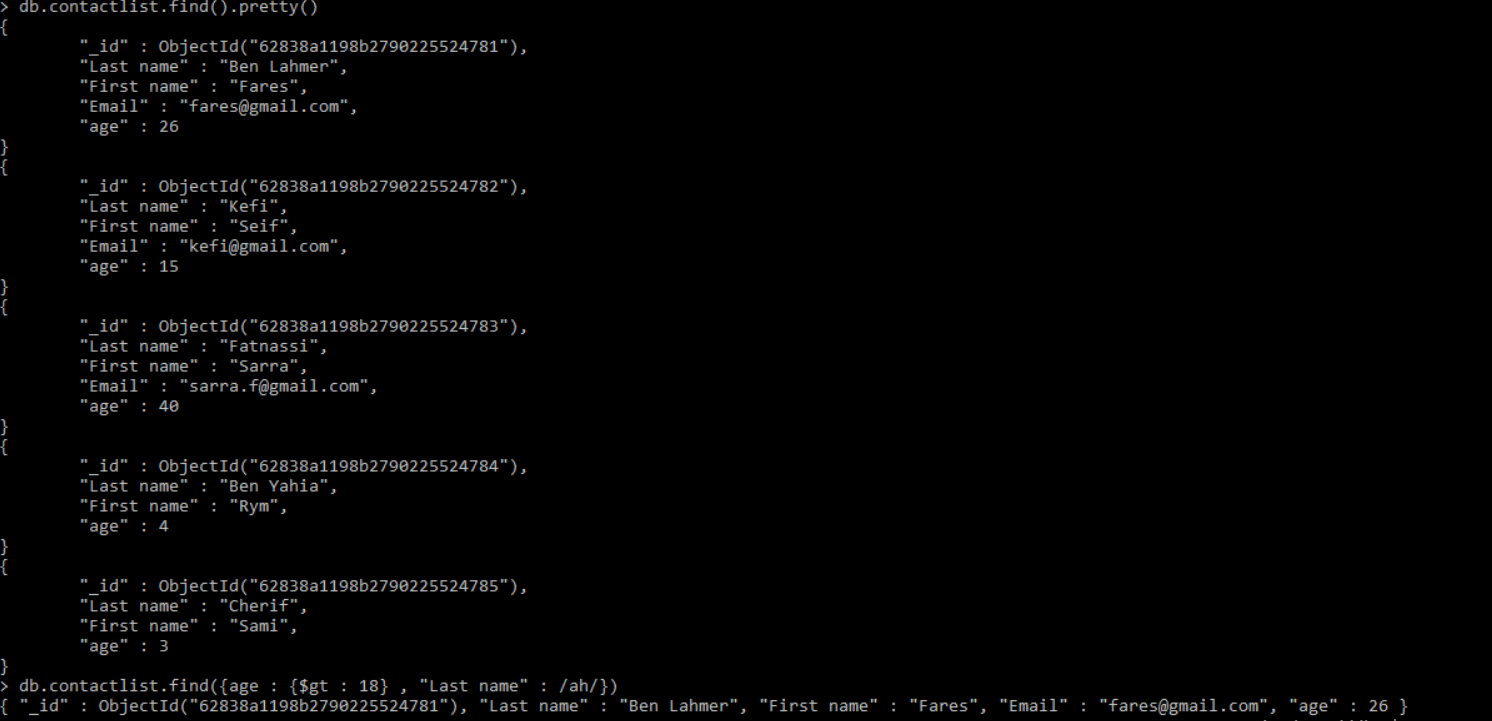 > db.contactlist.find().pretty()
{
"_id" : ObjectId("62838a1198b2790225524781"),
"Last name" : "Ben Lahmer",
"First name" : "Fares",
"Email" : "fares@gmail.com",
"age" : 26
}
{
"_id" : ObjectId("62838a1198b2790225524782"),
"Last name" : "Kefi",
"First name" : "Seif",
"Email" : "kefi@gmail.com",
"age" : 15
}
{
"_id" : ObjectId("62838a1198b2790225524783"),
"Last name" : "Fatnassi",
"First name" : "Sarra",
"Email" : "sarra.f@gmail.com",
"age" : 40
}
{
"_id" : ObjectId("62838a1198b2790225524784"),
"Last name" : "Ben Yahia",
"First name" : "Rym",
"age" : 4
}
{
"_id" : ObjectId("62838a1198b2790225524785"),
"Last name" : "Cherif",
"First name" : "Sami",
"age" : 3
}
> db.contactlist.find({age : {$gt : 18} , "Last name" : /ah/})
{ "_id" : ObjectId("62838a1198b2790225524781"), "Last name" : "Ben Lahmer", "First name" : "Fares", "Email" : "fares@gmail.com", "age" : 26 }